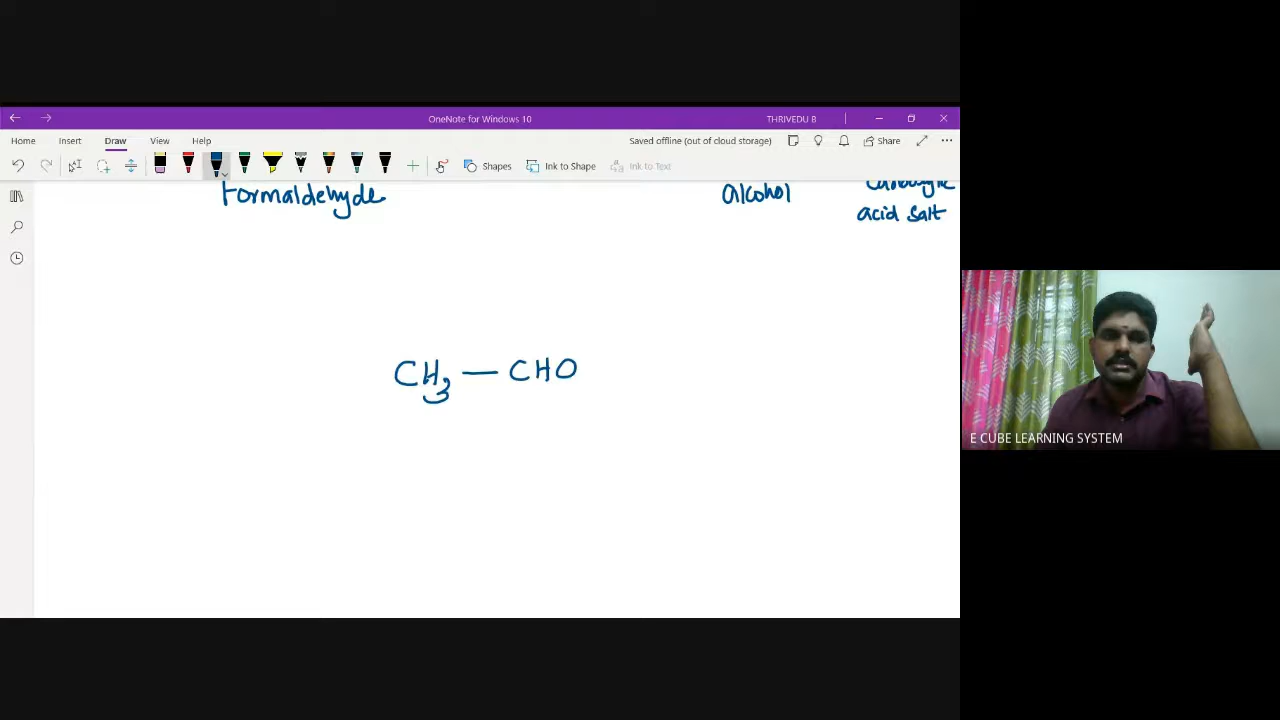 OneNote for Windows 10
THRIVEDU B
Home Insert Draw View Help
Saved offline (out of cloud storage)
Share
Shapes
Ink to Shape
Ink to Text
Formaldehyde
alcohol
acid salt
CH3 — CHO
E CUBE LEARNING SYSTEM